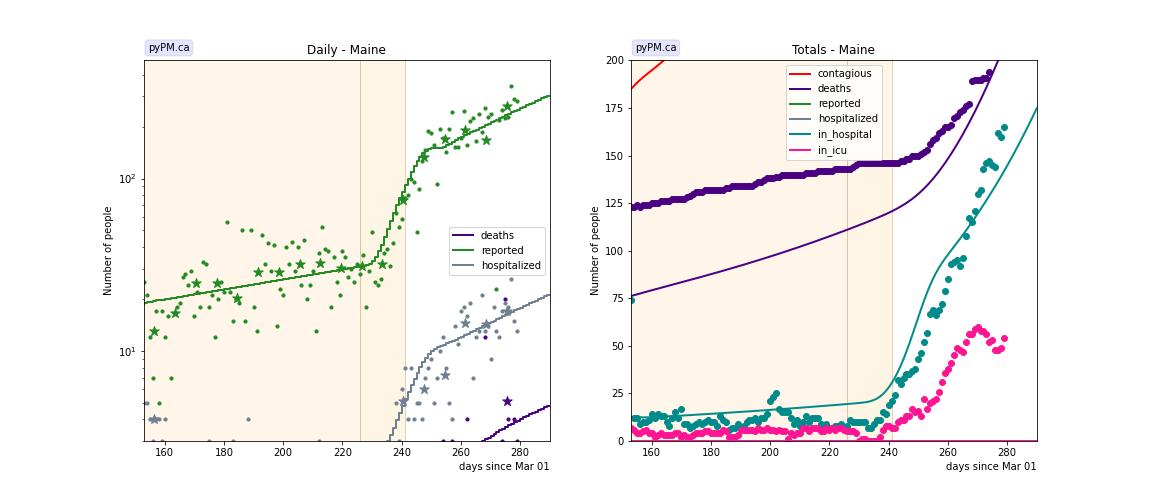 pyPM.ca
Daily - Maine
Number of people
10²
10¹
deaths
reported
hospitalized
160 180 200 220 240 260 280
days since Mar 01
pyPM.ca
Totals - Maine
Number of people
200
175
150
125
100
75
50
25
0
contagious
deaths
reported
hospitalized
in_hospital
in_icu
160 180 200 220 240 260 280
days since Mar 01